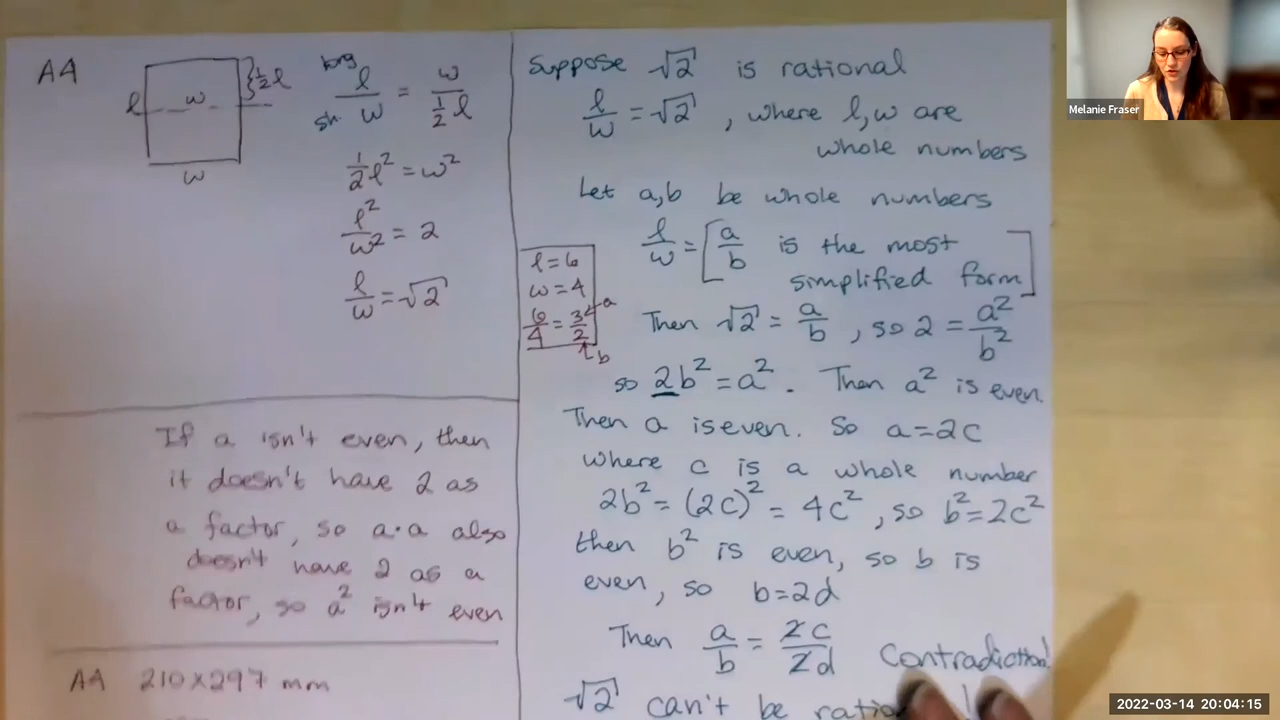 A4
l
w
w
}½l
long
l/w = w/½l
sh.
½l² = w²
l²/w² = 2
l/w = √2
If a isn't even, then
it doesn't have 2 as
a factor, so a·a also
doesn't have 2 as a
factor, so a² isn't even
A4 210×297 mm
Suppose √2 is rational
l/w = √2, where l,w are
whole numbers
Let a,b be whole numbers
l/w = [a/b is the most
simplified form]
l=6
w=4
6/4 = 3/2
a
b
Then √2 = a/b, so 2 = a²/b²
so 2b² = a². Then a² is even.
Then a is even. So a=2c
where c is a whole number
2b² = (2c)² = 4c², so b²=2c²
then b² is even, so b is
even, so b=2d
Then a/b = 2c/2d Contradiction!
√2 can't be
Melanie Fraser
2022-03-14 20:04:15